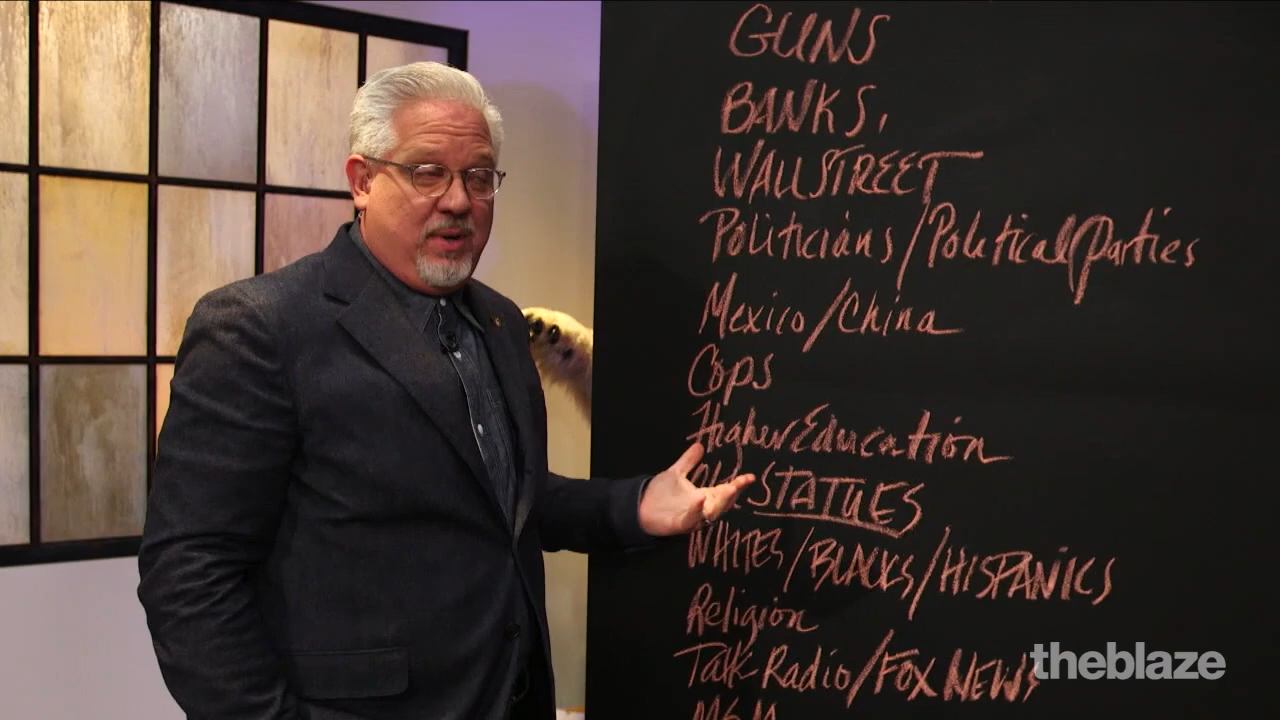 GUNS
BANKS,
WALLSTREET
Politicians/Political Parties
Mexico/China
Cops
Higher Education
STATUES
WHITES/BLACKS/HISPANICS
Religion
Talk Radio/FOX NEWS
theblaze